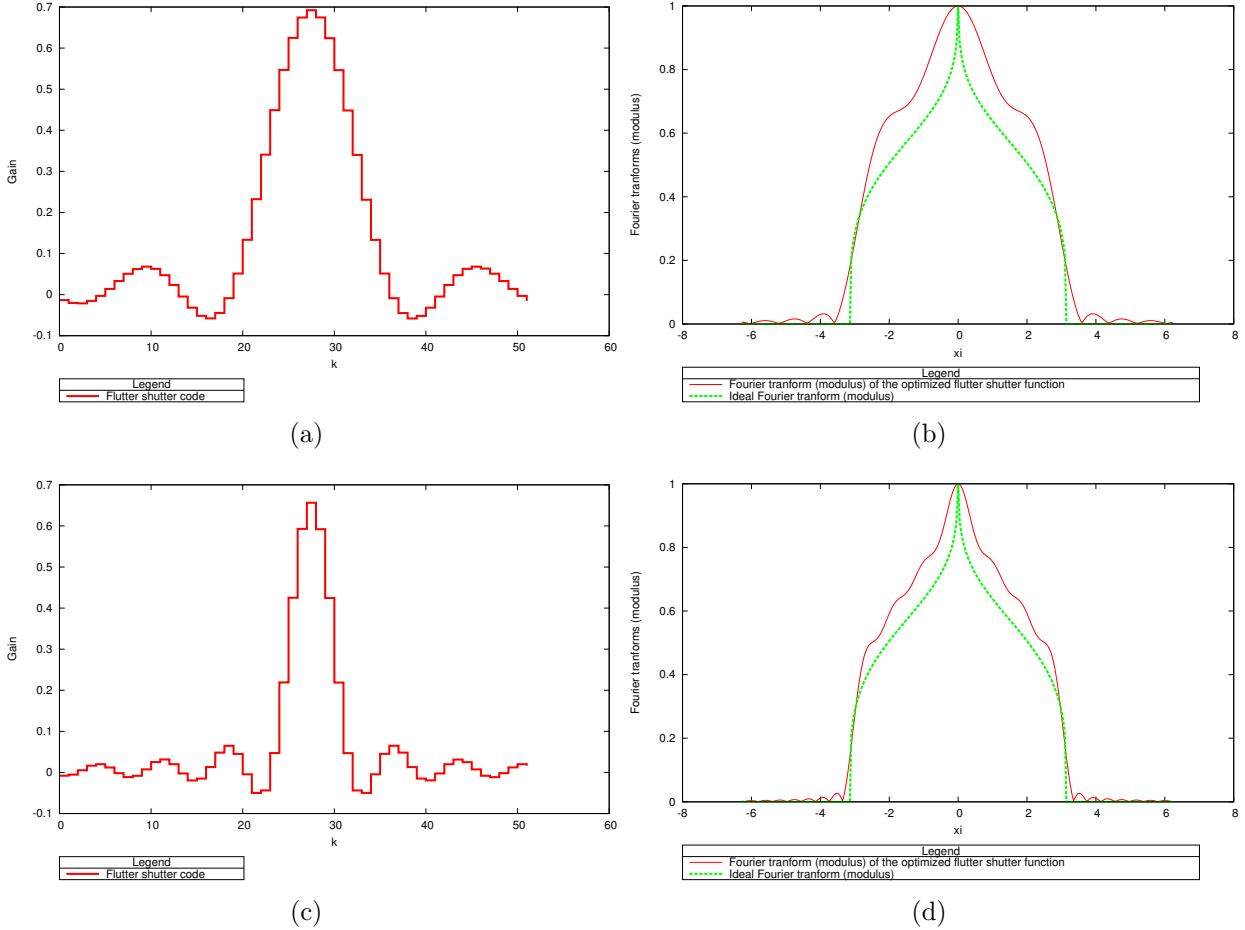 0.7
0.6
0.5
0.4
0.3
0.2
0.1
0
-0.1
Gain
0 10 20 30 40 50 60
k
Legend
Flutter shutter code
(a)
1
0.8
0.6
0.4
0.2
0
Fourier tranforms (modulus)
-8 -6 -4 -2 0 2 4 6 8
xi
Legend
Fourier tranform (modulus) of the optimized flutter shutter function
Ideal Fourier tranform (modulus)
(b)
0.7
0.6
0.5
0.4
0.3
0.2
0.1
0
-0.1
Gain
0 10 20 30 40 50 60
k
Legend
Flutter shutter code
(c)
1
0.8
0.6
0.4
0.2
0
Fourier tranforms (modulus)
-8 -6 -4 -2 0 2 4 6 8
xi
Legend
Fourier tranform (modulus) of the optimized flutter shutter function
Ideal Fourier tranform (modulus)
(d)